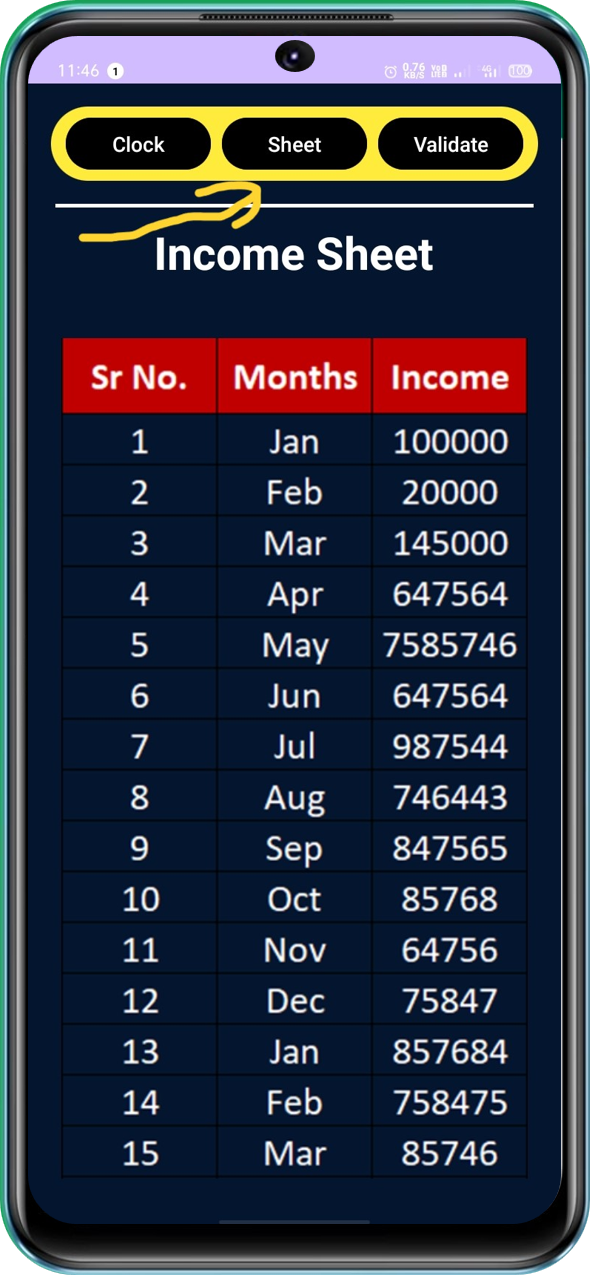 11:46 1 0.76 KB/S VoD LTE 4G 100
Clock Sheet Validate
Income Sheet
Sr No. Months Income
1 Jan 100000
2 Feb 20000
3 Mar 145000
4 Apr 647564
5 May 7585746
6 Jun 647564
7 Jul 987544
8 Aug 746443
9 Sep 847565
10 Oct 85768
11 Nov 64756
12 Dec 75847
13 Jan 857684
14 Feb 758475
15 Mar 85746